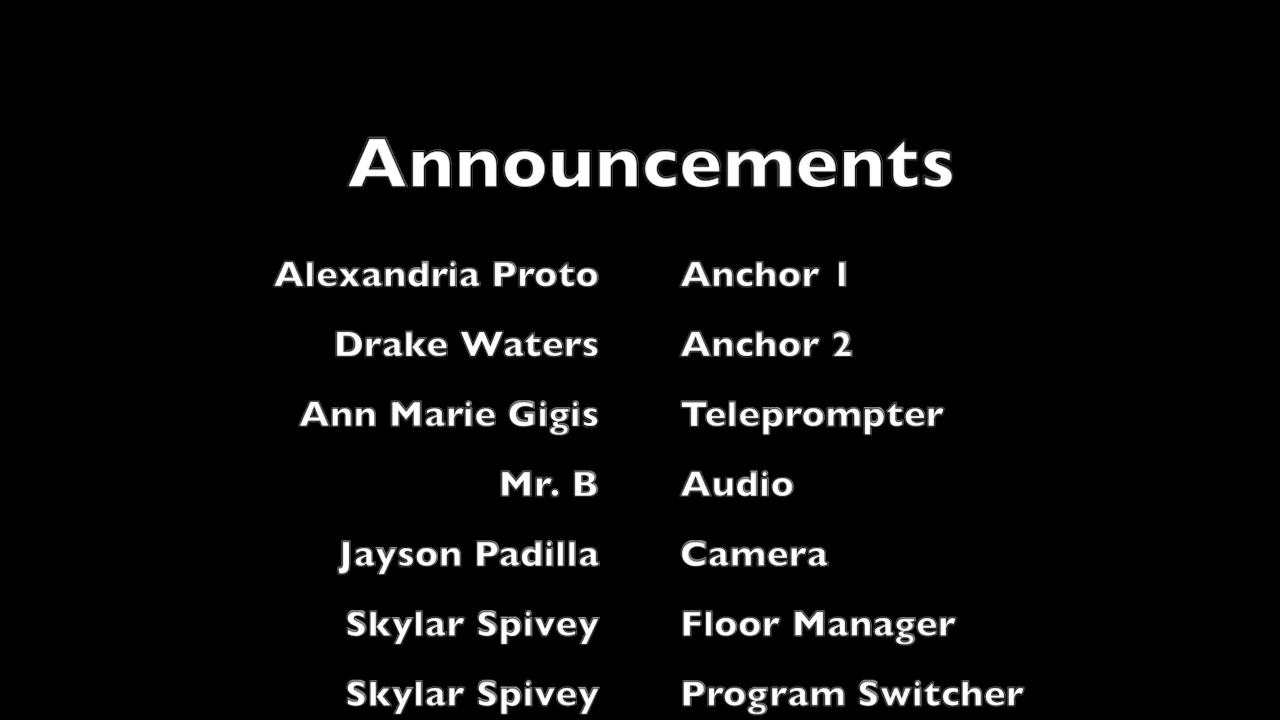 Announcements
Alexandria Proto Anchor 1
Drake Waters Anchor 2
Ann Marie Gigis Teleprompter
Mr. B Audio
Jayson Padilla Camera
Skylar Spivey Floor Manager
Skylar Spivey Program Switcher